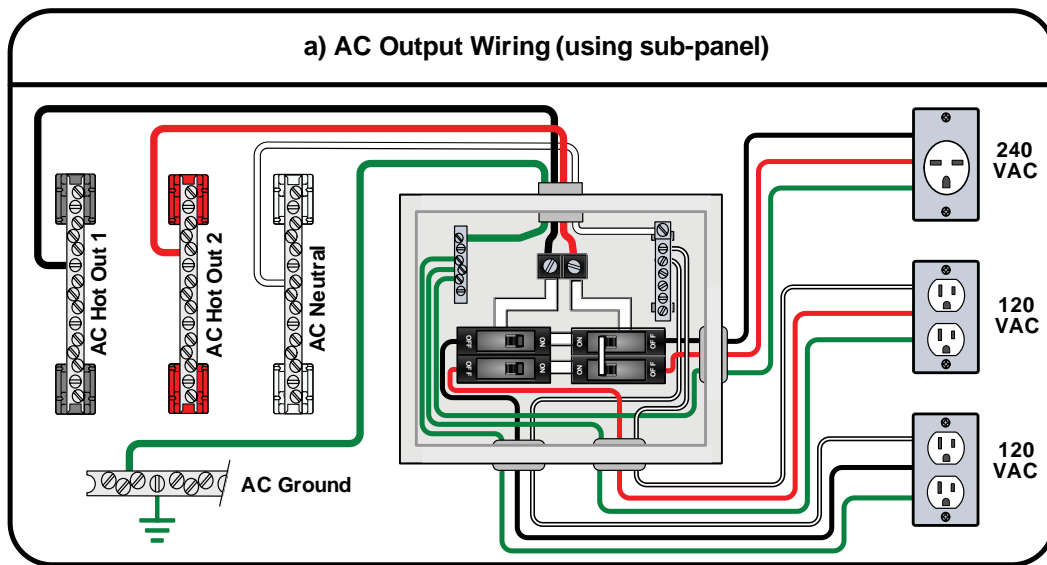 a) AC Output Wiring (using sub-panel)
AC Hot Out 1
AC Hot Out 2
AC Neutral
AC Ground
OFF
ON
ON
OFF
OFF
ON
ON
OFF
240
VAC
120
VAC
120
VAC